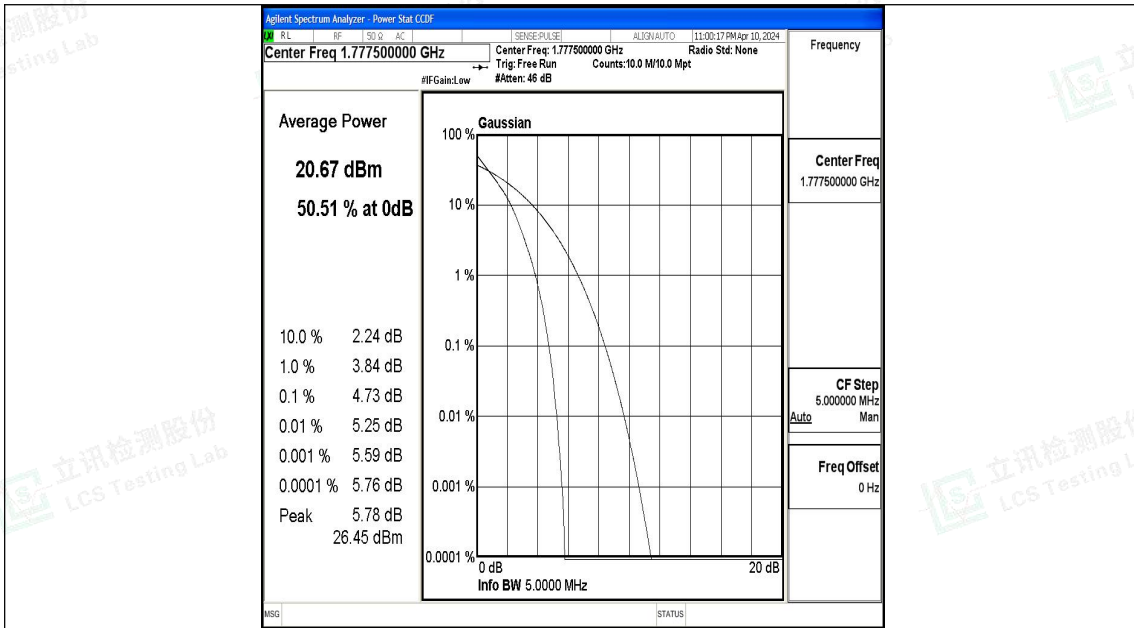 Agilent Spectrum Analyzer - Power Stat CCDF
RL RF 50 Ω AC SENSE:PULSE ALIGN AUTO 11:00:17 PM Apr 10, 2024
Center Freq 1.777500000 GHz
Center Freq: 1.777500000 GHz Radio Std: None
Trig: Free Run Counts:10.0 M/10.0 Mpt
#IFGain:Low #Atten: 46 dB
Frequency
Average Power
20.67 dBm
50.51 % at 0dB
10.0 % 2.24 dB
1.0 % 3.84 dB
0.1 % 4.73 dB
0.01 % 5.25 dB
0.001 % 5.59 dB
0.0001 % 5.76 dB
Peak 5.78 dB
26.45 dBm
Gaussian
100 %
10 %
1 %
0.1 %
0.01 %
0.001 %
0.0001 %
0 dB 20 dB
Info BW 5.0000 MHz
Center Freq
1.777500000 GHz
CF Step
5.000000 MHz
Auto Man
Freq Offset
0 Hz
MSG STATUS
立讯检测股份
LCS Testing Lab
立讯检测股份
LCS Testing L
测股份
sting Lab
立